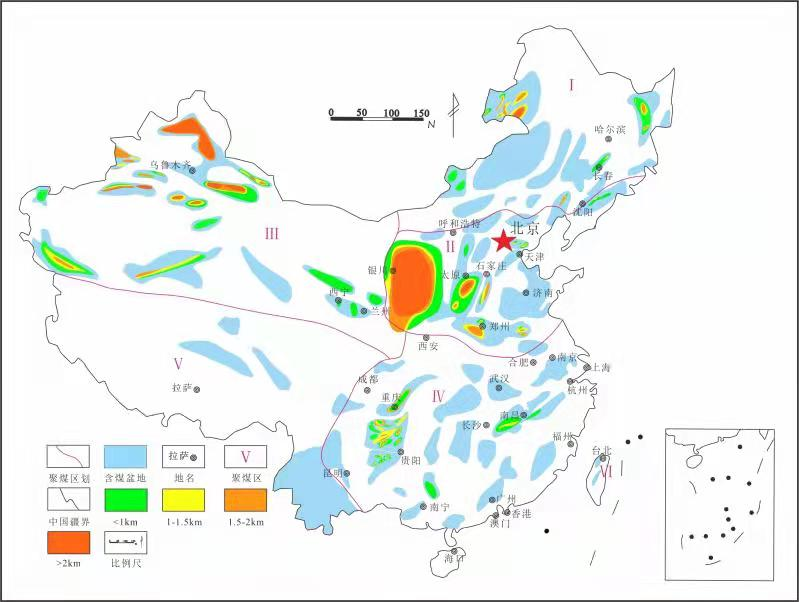 I
0 50 100 150
N
哈尔滨
长春
乌鲁木齐
沈阳
呼和浩特
北京
III
II
天津
银川
太原
石家庄
西宁
济南
兰州
郑州
西安
V
合肥
南京
上海
成都
武汉
杭州
拉萨
重庆
IV
南昌
长沙
福州
贵阳
台北
昆明
VI
南宁
广州
香港
澳门
海口
拉萨
V
聚煤区划
含煤盆地
地名
聚煤区
中国疆界
<1km
1-1.5km
1.5-2km
>2km
比例尺